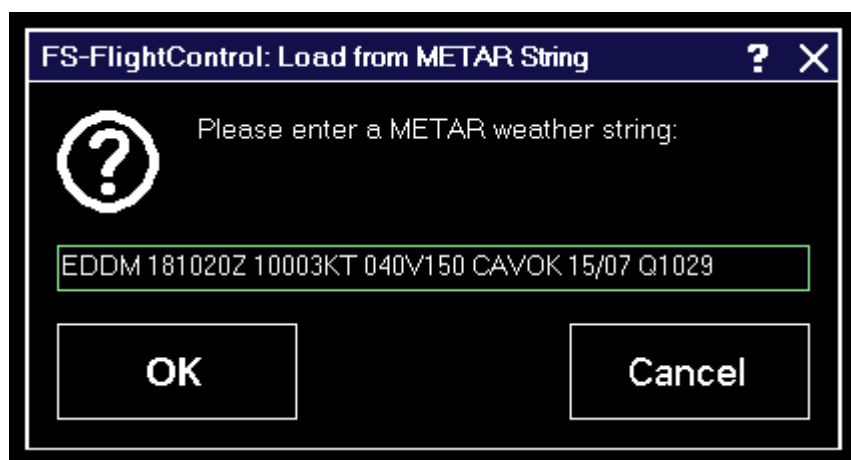 FS-FlightControl: Load from METAR String ? X
? Please enter a METAR weather string:
EDDM 181020Z 10003KT 040V150 CAVOK 15/07 Q1029
OK Cancel